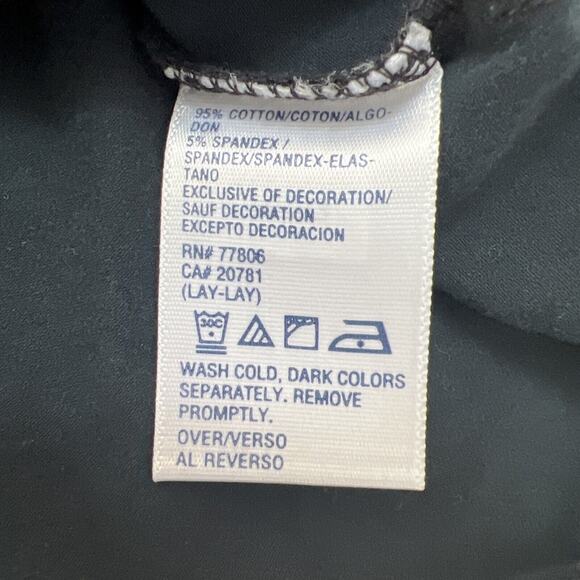 95% COTTON/COTON/ALGO-
DON
5% SPANDEX/
SPANDEX/SPANDEX-ELAS-
TANO
EXCLUSIVE OF DECORATION/
SAUF DECORATION
EXCEPTO DECORACION
RN# 77806
CA# 20781
(LAY-LAY)
30C
WASH COLD, DARK COLORS
SEPARATELY. REMOVE
PROMPTLY.
OVER/VERSO
AL REVERSO